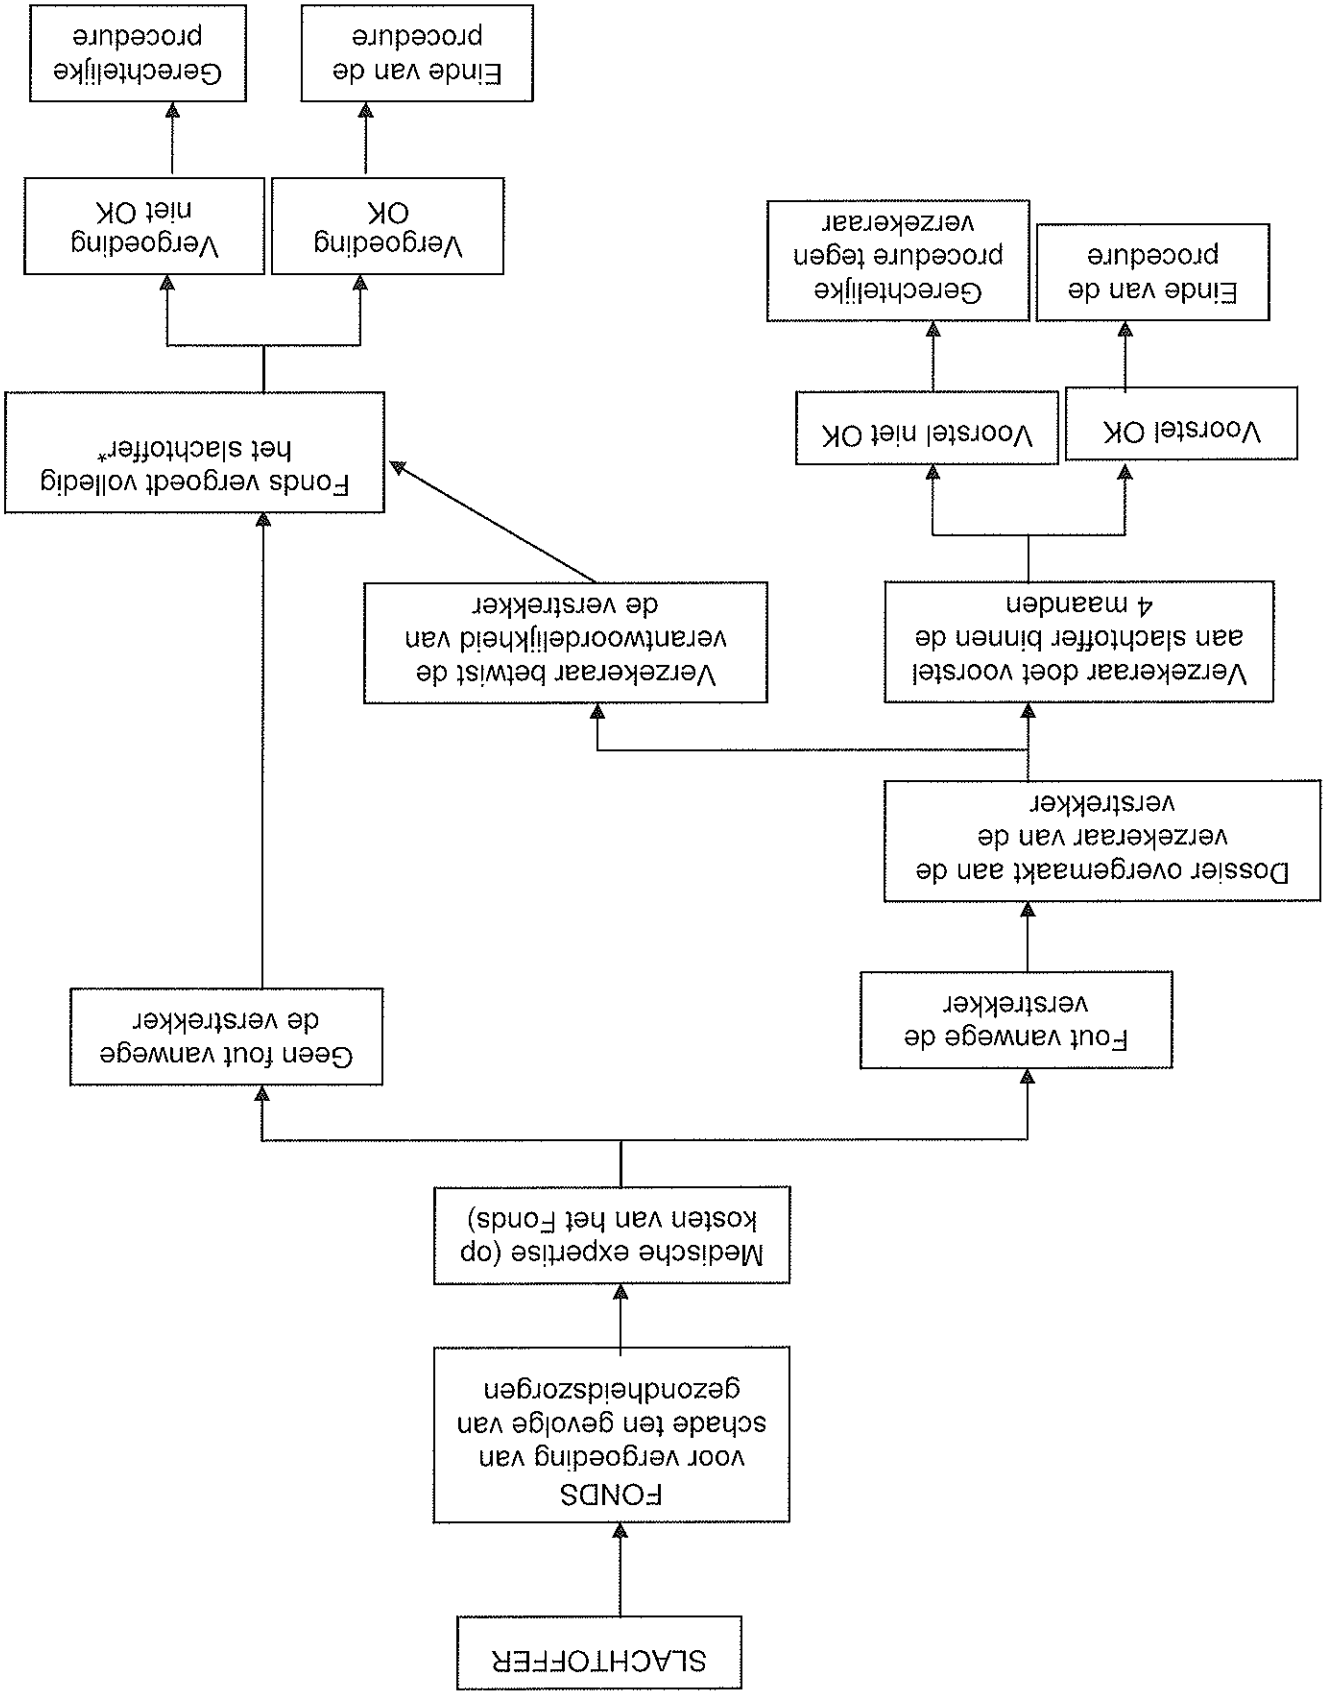 SLACHTOFFER
FONDS
voor vergoeding van
schade ten gevolge van
gezondheidszorgen
Medische expertise (op
kosten van het Fonds)
Fout vanwege de
verstrekker
Geen fout vanwege
de verstrekker
Dossier overgemaakt aan de
verzekeraar van de
verstrekker
Verzekeraar doet voorstel
aan slachtoffer binnen de
4 maanden
Verzekeraar betwist de
verantwoordelijkheid van
de verstrekker
Fonds vergoedt volledig
het slachtoffer*
Voorstel OK
Voorstel niet OK
Einde van de
procedure
Gerechtelijke
procedure tegen
verzekeraar
Vergoeding
OK
Vergoeding
niet OK
Einde van de
procedure
Gerechtelijke
procedure